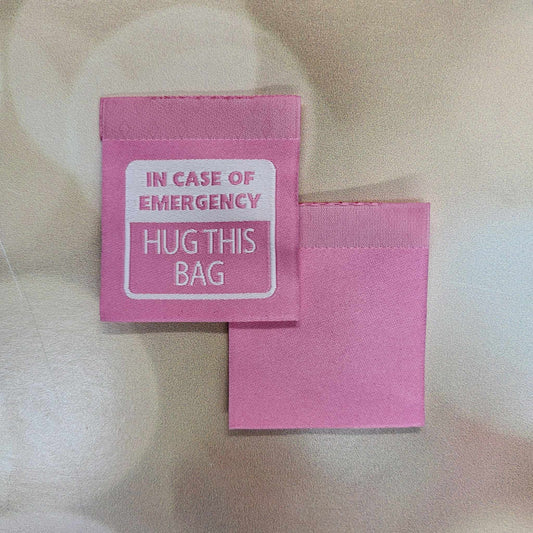 IN CASE OF
EMERGENCY
HUG THIS
BAG